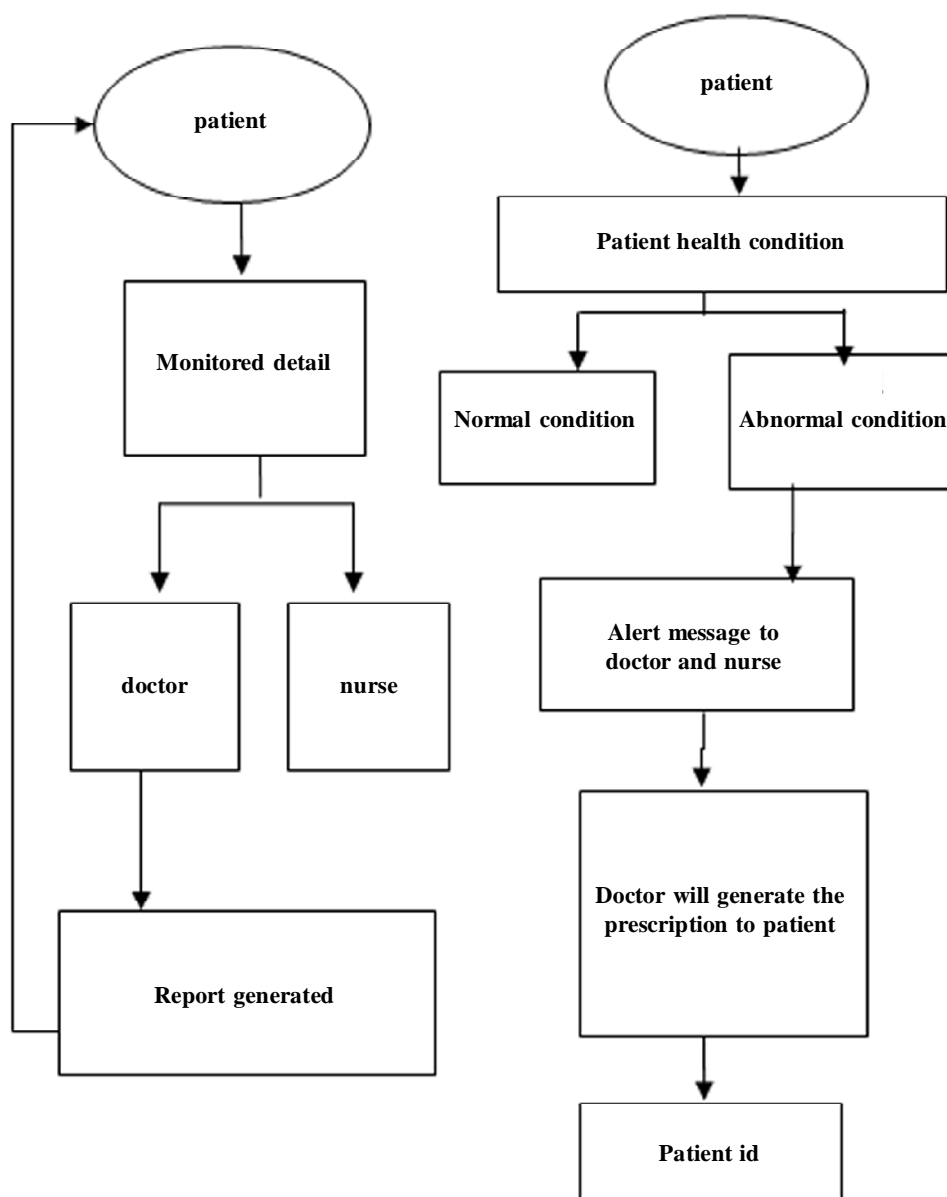 patient
Monitored detail
doctor
nurse
Report generated
patient
Patient health condition
Normal condition
Abnormal condition
Alert message to
doctor and nurse
Doctor will generate the
prescription to patient
Patient id